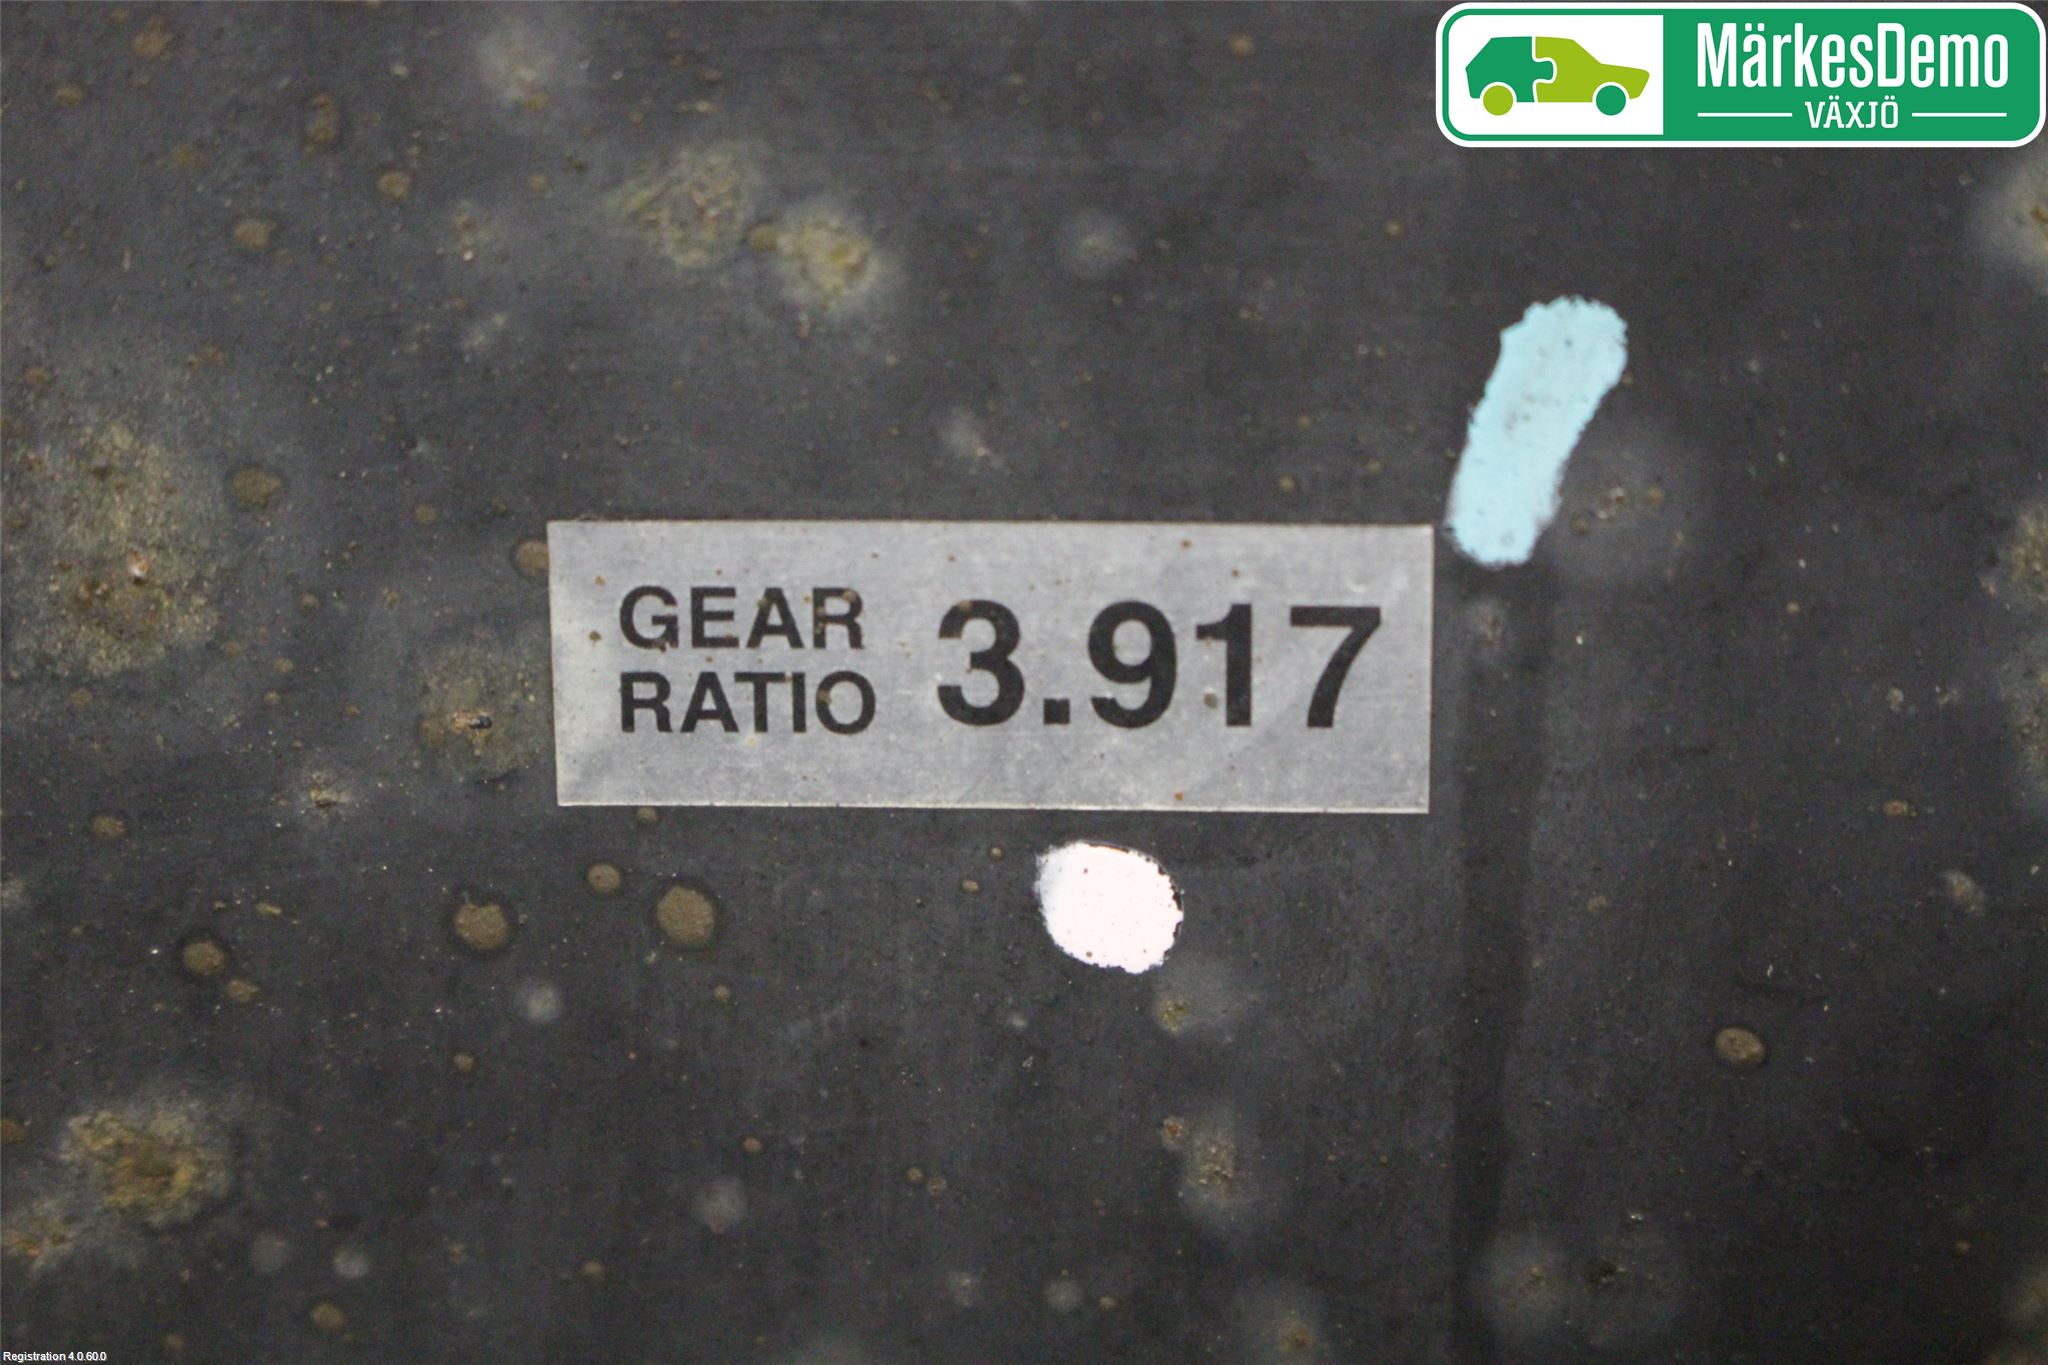 MärkesDemo
VÄXJÖ
GEAR
RATIO
3.917
Registration 4.0.60.0